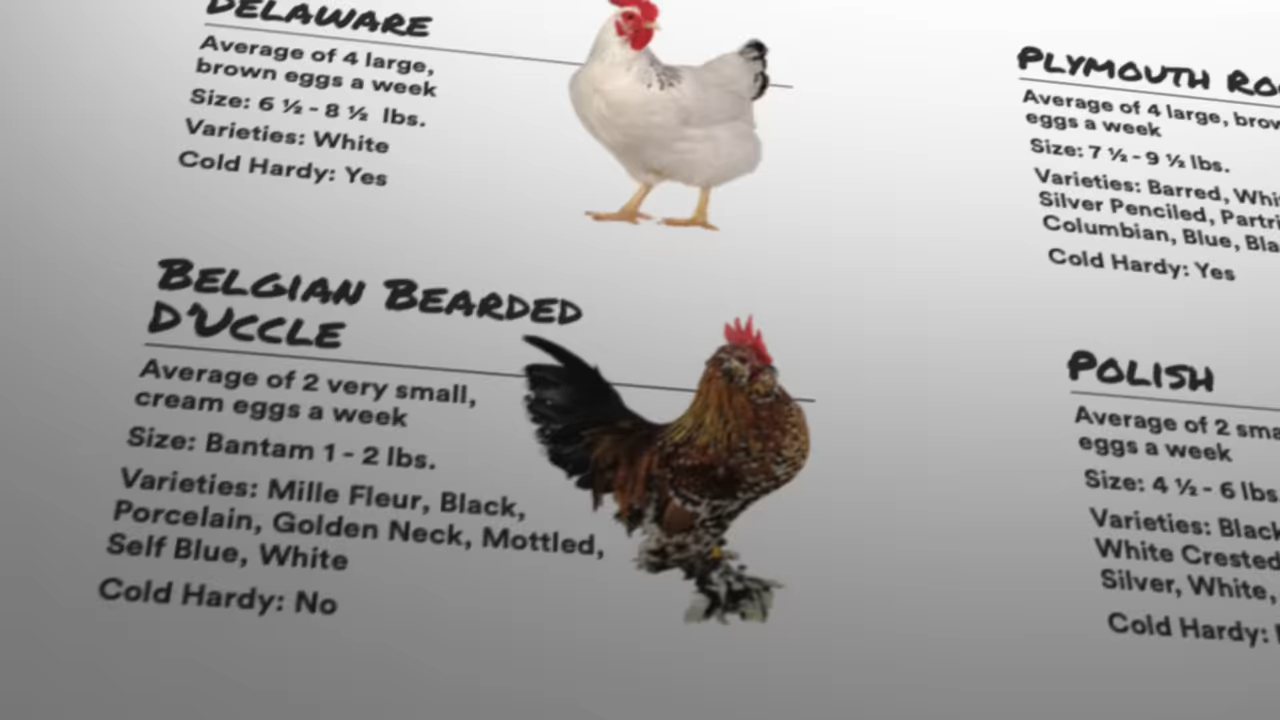 DELAWARE
Average of 4 large,
brown eggs a week
Size: 6 ½ - 8 ½ lbs.
Varieties: White
Cold Hardy: Yes
BELGIAN BEARDED
D'UCCLE
Average of 2 very small,
cream eggs a week
Size: Bantam 1 - 2 lbs.
Varieties: Mille Fleur, Black,
Porcelain, Golden Neck, Mottled,
Self Blue, White
Cold Hardy: No
PLYMOUTH
Average of 4 large,
eggs a week
Size: 7 ½ - 9 ½ lbs.
Varieties: Barred,
Silver Penciled,
Columbian, Blue,
Cold Hardy: Yes
POLISH
Average of 2
eggs a week
Size: 4 ½ - 6 lbs
Varieties: Black
White Crested
Silver, White,
Cold Hardy: